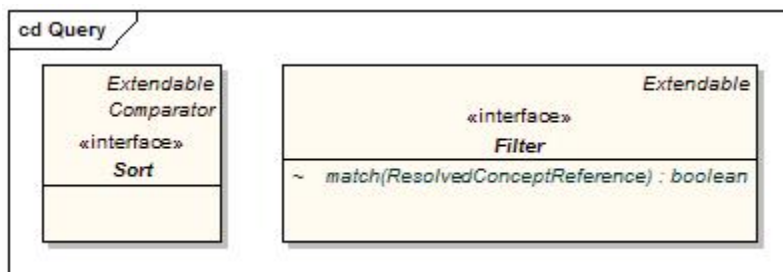 cd Query
Extendable
Comparator
«interface»
Sort
Extendable
«interface»
Filter
~ match(ResolvedConceptReference) : boolean